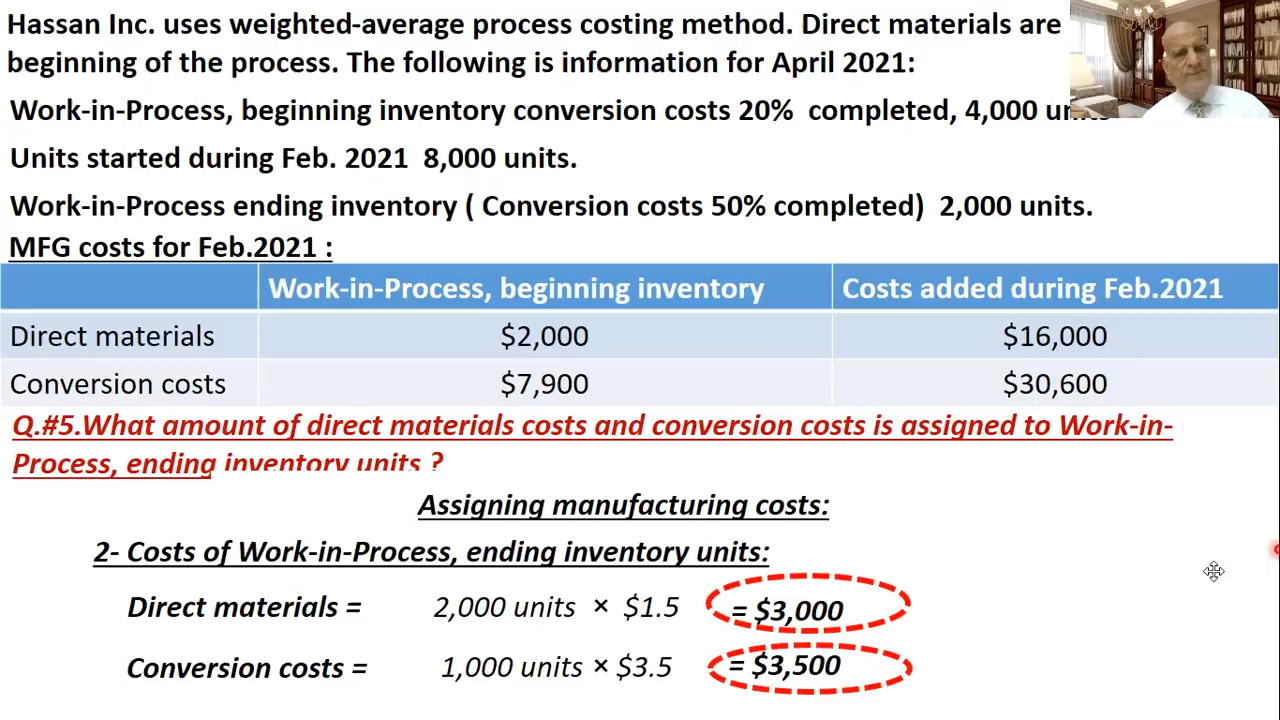 Hassan Inc. uses weighted-average process costing method. Direct materials are
beginning of the process. The following is information for April 2021:
Work-in-Process, beginning inventory conversion costs 20% completed, 4,000 units
Units started during Feb. 2021 8,000 units.
Work-in-Process ending inventory ( Conversion costs 50% completed) 2,000 units.
MFG costs for Feb.2021 :
Work-in-Process, beginning inventory Costs added during Feb.2021
Direct materials $2,000 $16,000
Conversion costs $7,900 $30,600
Q.#5.What amount of direct materials costs and conversion costs is assigned to Work-in-
Process, ending inventory units ?
Assigning manufacturing costs:
2- Costs of Work-in-Process, ending inventory units:
Direct materials = 2,000 units × $1.5 = $3,000
Conversion costs = 1,000 units × $3.5 = $3,500